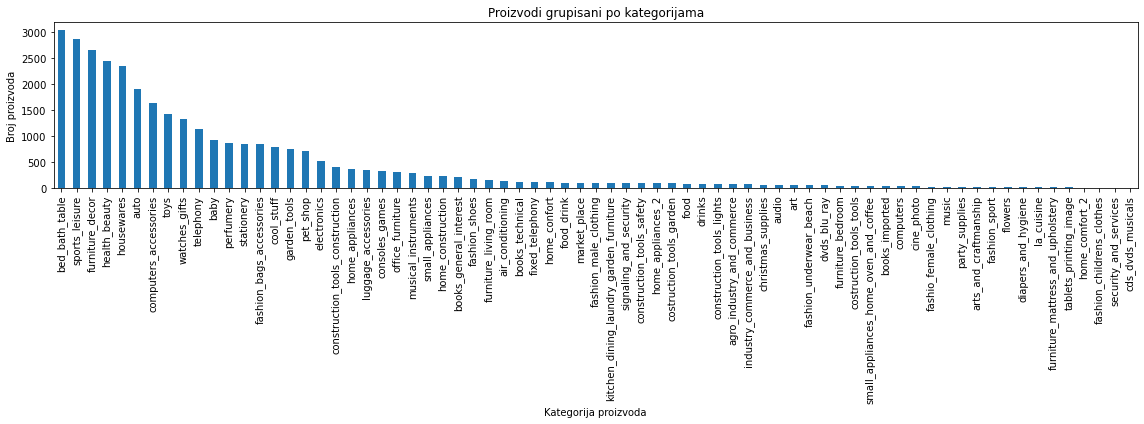 Proizvodi grupisani po kategorijama
Broj proizvoda
3000
2500
2000
1500
1000
500
0
bed_bath_table
sports_leisure
furniture_decor
health_beauty
housewares
auto
computers_accessories
toys
watches_gifts
telephony
baby
perfumery
stationery
fashion_bags_accessories
cool_stuff
garden_tools
pet_shop
electronics
construction_tools_construction
home_appliances
luggage_accessories
consoles_games
office_furniture
musical_instruments
small_appliances
home_construction
books_general_interest
fashion_shoes
furniture_living_room
air_conditioning
books_technical
fixed_telephony
home_confort
food_drink
market_place
fashion_male_clothing
kitchen_dining_laundry_garden_furniture
signaling_and_security
construction_tools_safety
home_appliances_2
costruction_tools_garden
food
drinks
construction_tools_lights
agro_industry_and_commerce
industry_commerce_and_business
christmas_supplies
audio
art
fashion_underwear_beach
dvds_blu_ray
furniture_bedroom
costruction_tools_tools
small_appliances_home_oven_and_coffee
books_imported
computers
cine_photo
fashio_female_clothing
music
party_supplies
arts_and_craftmanship
fashion_sport
flowers
diapers_and_hygiene
la_cuisine
furniture_mattress_and_upholstery
tablets_printing_image
home_comfort_2
fashion_childrens_clothes
security_and_services
cds_dvds_musicals
Kategorija proizvoda